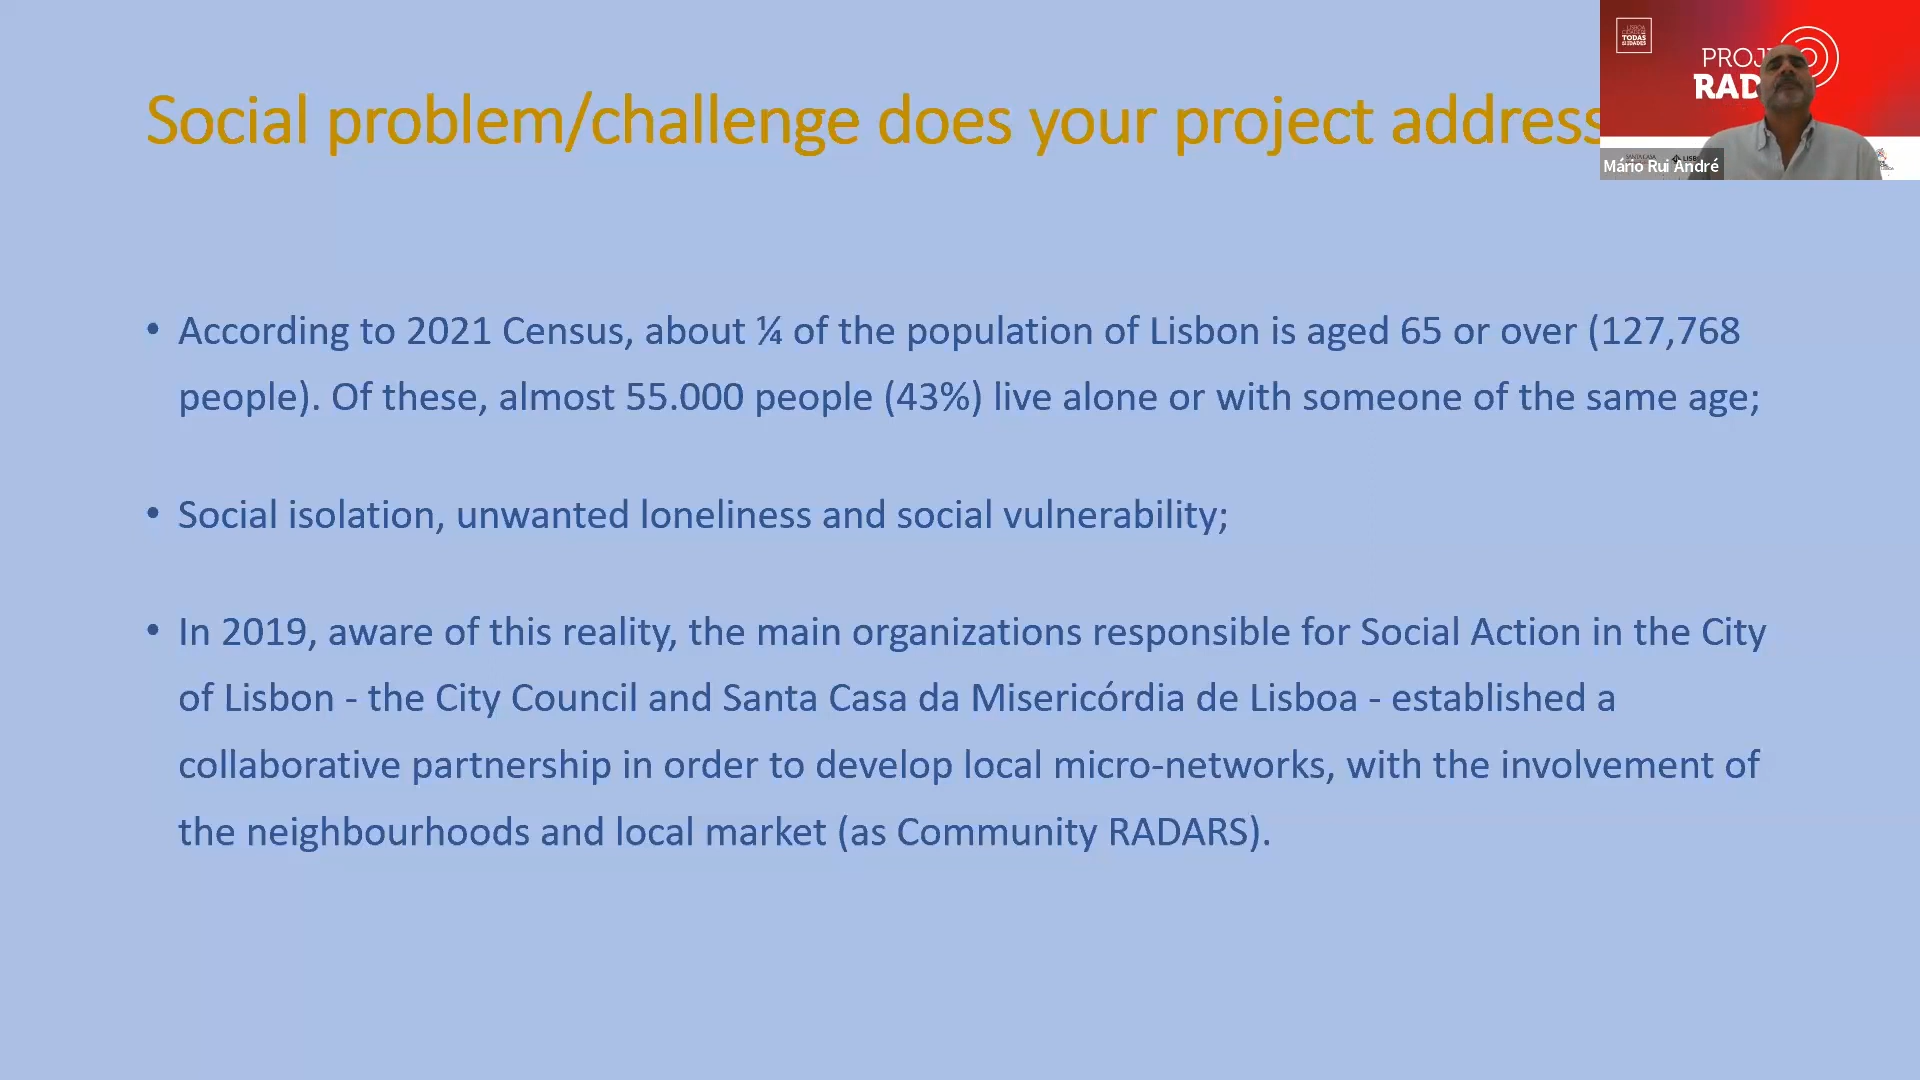 Social problem/challenge does your project address
According to 2021 Census, about ¼ of the population of Lisbon is aged 65 or over (127,768
people). Of these, almost 55.000 people (43%) live alone or with someone of the same age;
Social isolation, unwanted loneliness and social vulnerability;
In 2019, aware of this reality, the main organizations responsible for Social Action in the City
of Lisbon - the City Council and Santa Casa da Misericórdia de Lisboa - established a
collaborative partnership in order to develop local micro-networks, with the involvement of
the neighbourhoods and local market (as Community RADARS).
TODAS
PROJ
RAD
SANTA CASA
LISB
Mário Rui André